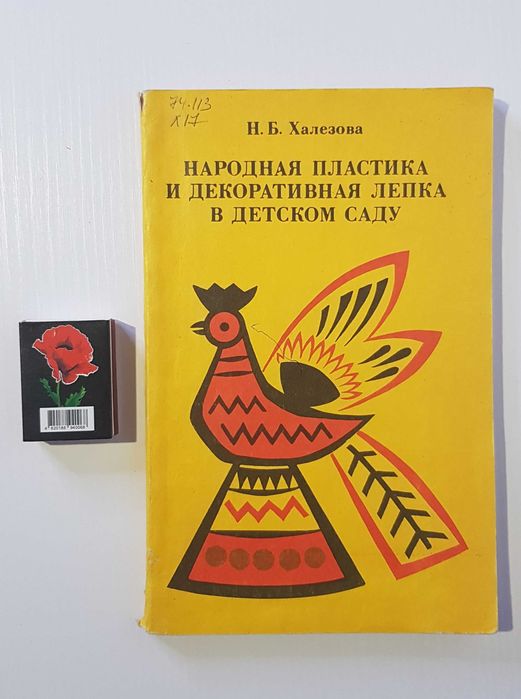 74.113
Х17
Н. Б. Халезова
НАРОДНАЯ ПЛАСТИКА
И ДЕКОРАТИВНАЯ ЛЕПКА
В ДЕТСКОМ САДУ